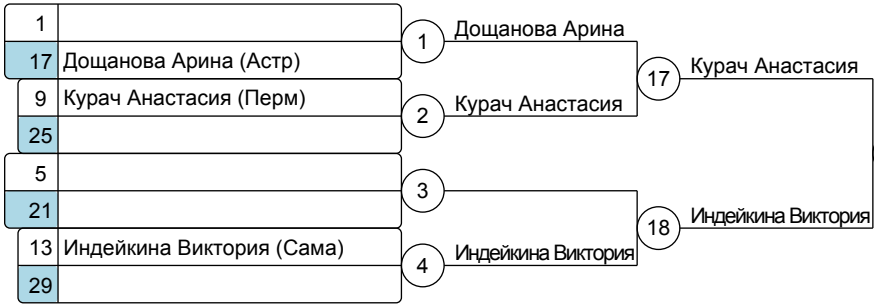 1
17 Дощанова Арина (Астр)
1 Дощанова Арина
9 Курач Анастасия (Перм)
25
2 Курач Анастасия
17 Курач Анастасия
5
21
3
13 Индейкина Виктория (Сама)
29
4 Индейкина Виктория
18 Индейкина Виктория